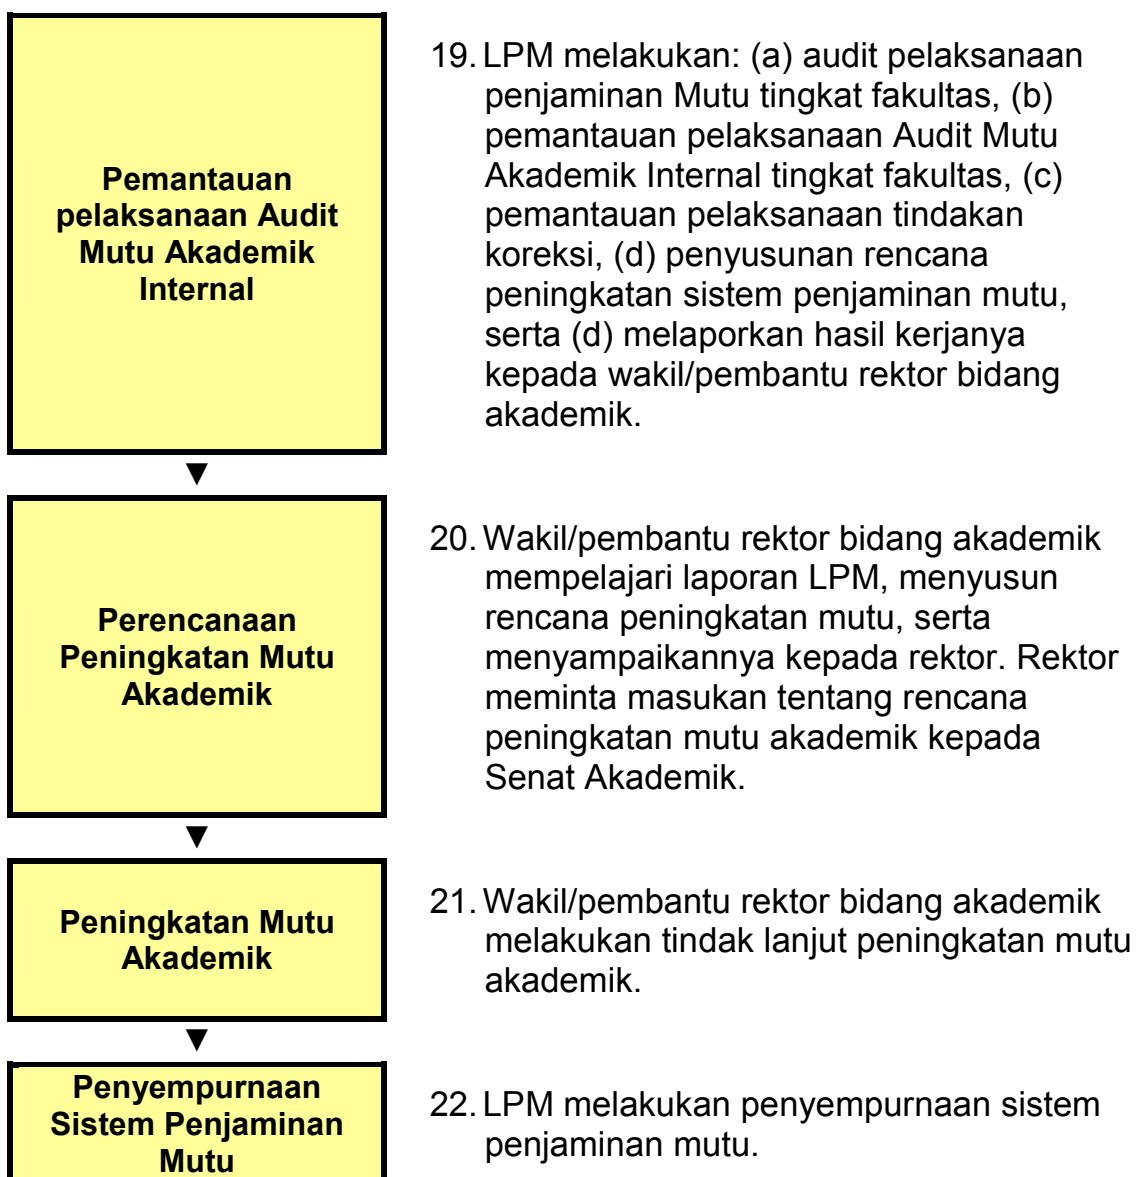 Pemantauan
pelaksanaan Audit
Mutu Akademik
Internal
19. LPM melakukan: (a) audit pelaksanaan
penjaminan Mutu tingkat fakultas, (b)
pemantauan pelaksanaan Audit Mutu
Akademik Internal tingkat fakultas, (c)
pemantauan pelaksanaan tindakan
koreksi, (d) penyusunan rencana
peningkatan sistem penjaminan mutu,
serta (d) melaporkan hasil kerjanya
kepada wakil/pembantu rektor bidang
akademik.
▼
Perencanaan
Peningkatan Mutu
Akademik
20. Wakil/pembantu rektor bidang akademik
mempelajari laporan LPM, menyusun
rencana peningkatan mutu, serta
menyampaikannya kepada rektor. Rektor
meminta masukan tentang rencana
peningkatan mutu akademik kepada
Senat Akademik.
▼
Peningkatan Mutu
Akademik
21. Wakil/pembantu rektor bidang akademik
melakukan tindak lanjut peningkatan mutu
akademik.
▼
Penyempurnaan
Sistem Penjaminan
Mutu
22. LPM melakukan penyempurnaan sistem
penjaminan mutu.